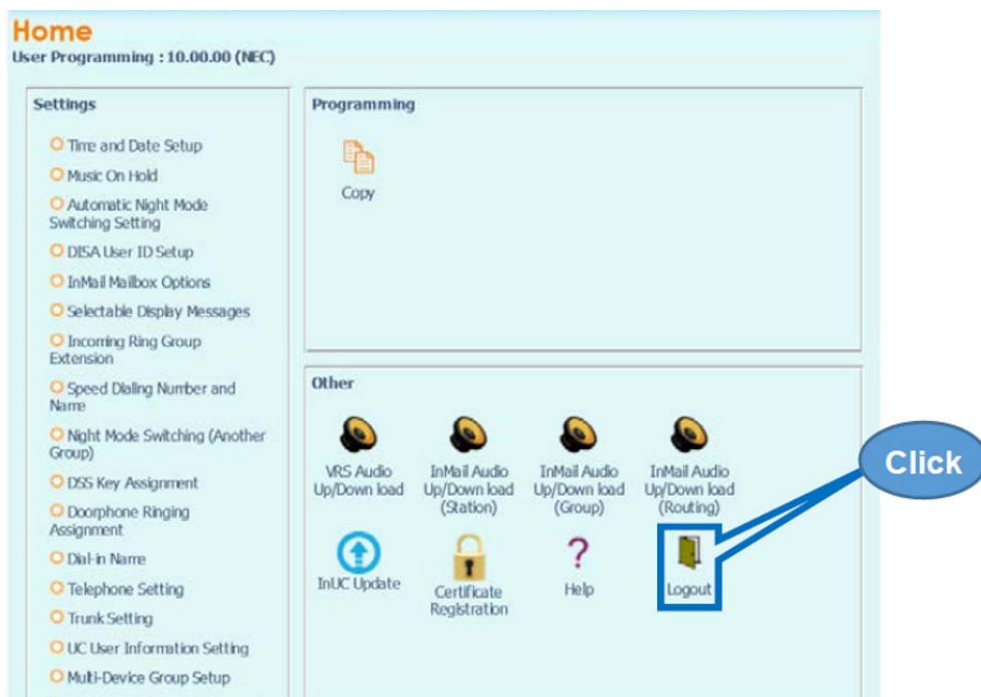 Home
User Programming : 10.00.00 (NEC)
Settings
Time and Date Setup
Music On Hold
Automatic Night Mode
Switching Setting
DISA User ID Setup
InMail Mailbox Options
Selectable Display Messages
Incoming Ring Group
Extension
Speed Dialing Number and
Name
Night Mode Switching (Another
Group)
DSS Key Assignment
Doorphone Ringing
Assignment
Dial-in Name
Telephone Setting
Trunk Setting
UC User Information Setting
Multi-Device Group Setup
Programming
Copy
Other
VRS Audio
Up/Down load
InMail Audio
Up/Down load
(Station)
InMail Audio
Up/Down load
(Group)
InMail Audio
Up/Down load
(Routing)
InUC Update
Certificate
Registration
Help
Logout
Click